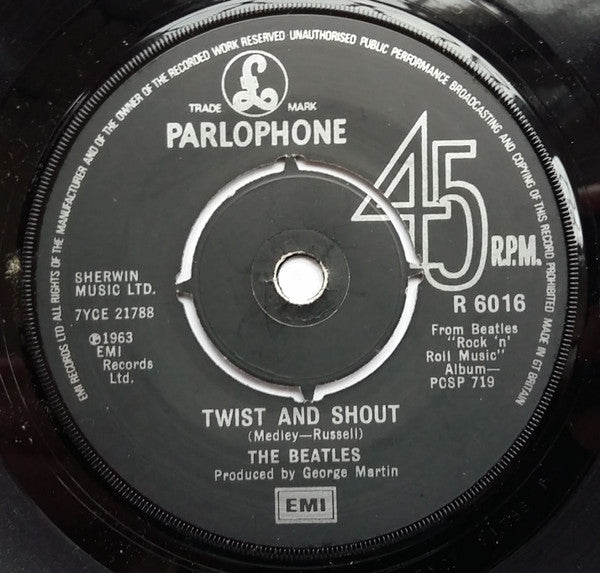 EMI RECORDS LTD ALL RIGHTS OF THE MANUFACTURER AND OF THE OWNER OF THE RECORDED WORK RESERVED UNAUTHORISED PUBLIC PERFORMANCE BROADCASTING AND COPYING OF THIS RECORD PROHIBITED MADE IN GT BRITAIN
£
TRADE MARK
PARLOPHONE
45
R.P.M.
SHERWIN
MUSIC LTD.
7YCE 21788
℗1963
EMI
Records
Ltd.
R 6016
From Beatles
"Rock 'n'
Roll Music"
Album—
PCSP 719
TWIST AND SHOUT
(Medley—Russell)
THE BEATLES
Produced by George Martin
EMI